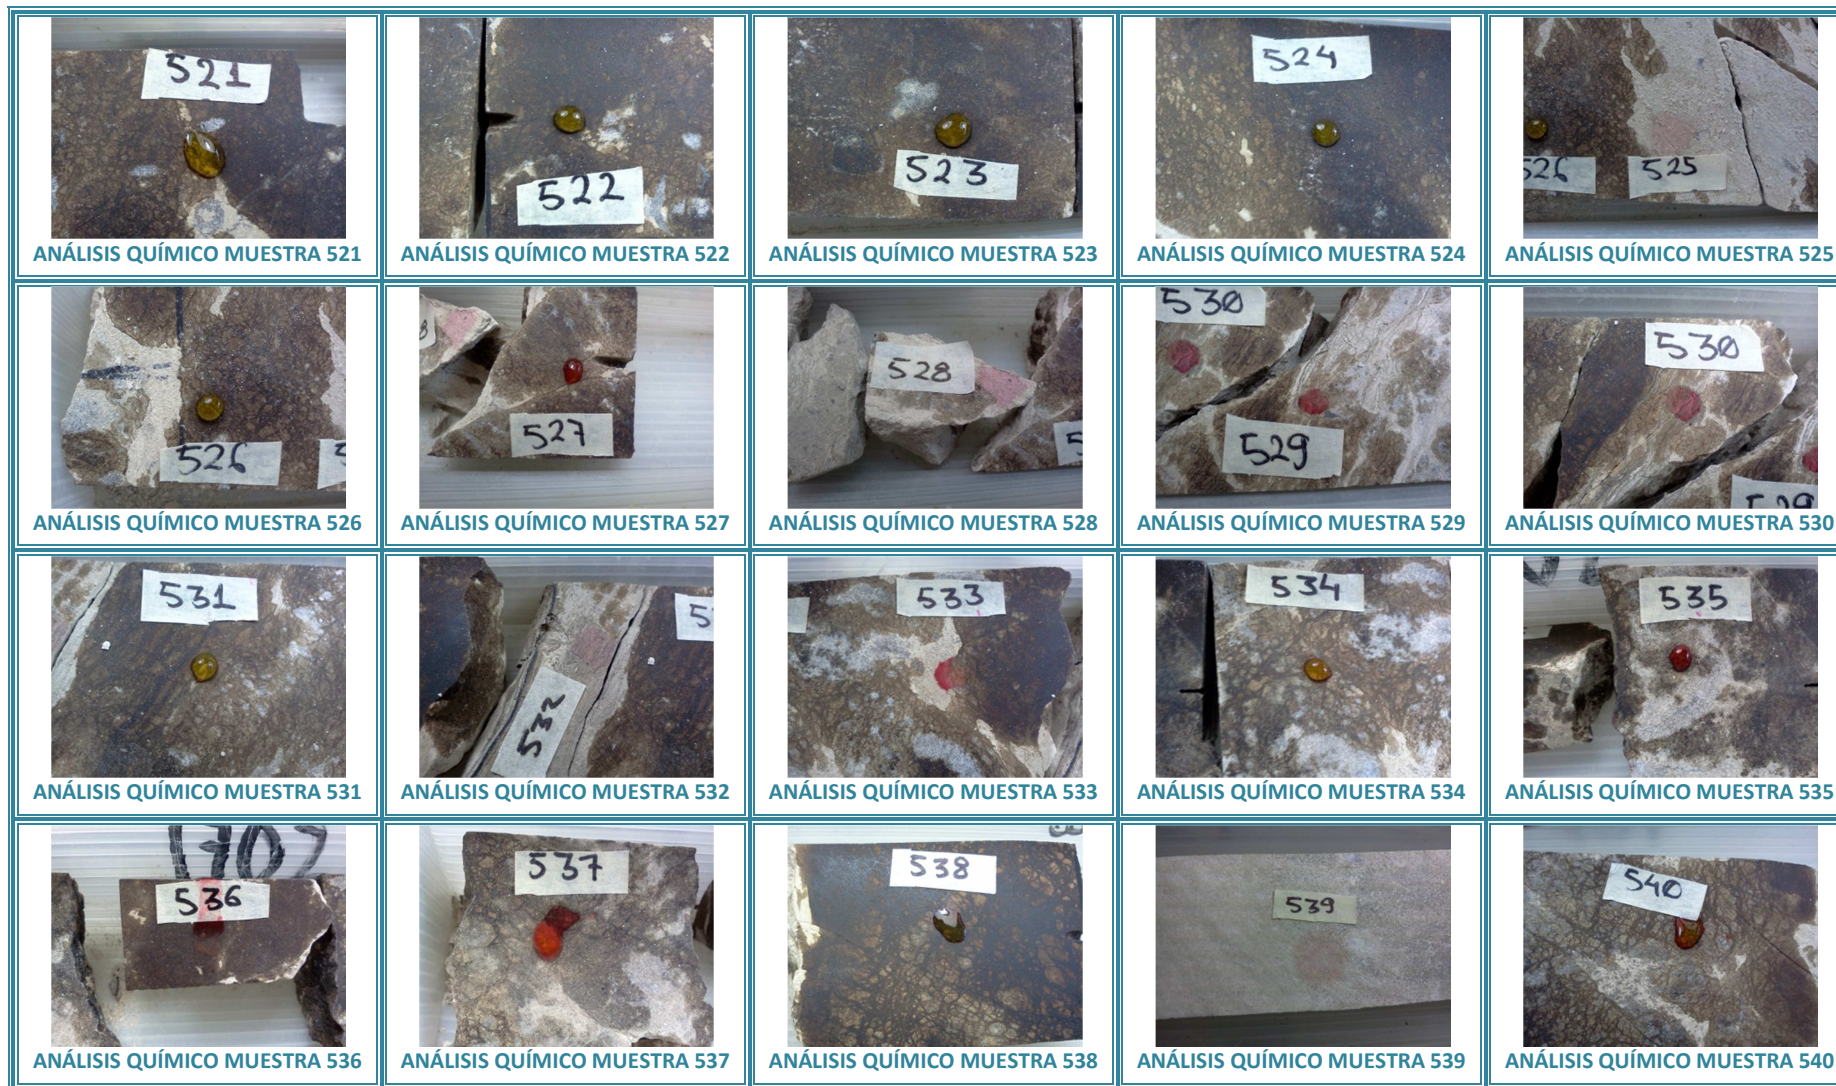 521
ANÁLISIS QUÍMICO MUESTRA 521
522
ANÁLISIS QUÍMICO MUESTRA 522
523
ANÁLISIS QUÍMICO MUESTRA 523
524
ANÁLISIS QUÍMICO MUESTRA 524
526 525
ANÁLISIS QUÍMICO MUESTRA 525
526
ANÁLISIS QUÍMICO MUESTRA 526
527
ANÁLISIS QUÍMICO MUESTRA 527
528
ANÁLISIS QUÍMICO MUESTRA 528
530
529
ANÁLISIS QUÍMICO MUESTRA 529
530
529
ANÁLISIS QUÍMICO MUESTRA 530
531
ANÁLISIS QUÍMICO MUESTRA 531
532
ANÁLISIS QUÍMICO MUESTRA 532
533
ANÁLISIS QUÍMICO MUESTRA 533
534
ANÁLISIS QUÍMICO MUESTRA 534
535
ANÁLISIS QUÍMICO MUESTRA 535
536
ANÁLISIS QUÍMICO MUESTRA 536
537
ANÁLISIS QUÍMICO MUESTRA 537
538
ANÁLISIS QUÍMICO MUESTRA 538
539
ANÁLISIS QUÍMICO MUESTRA 539
540
ANÁLISIS QUÍMICO MUESTRA 540